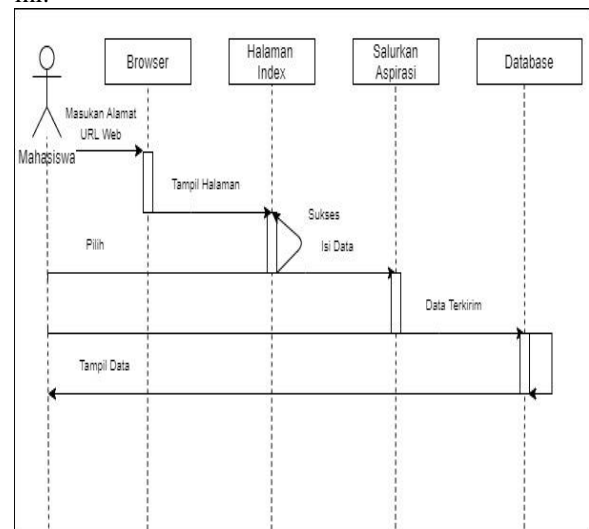 Browser
Halaman
Index
Salurkan
Aspirasi
Database
Masukan Alamat
URL Web
Mahasiswa
Tampil Halaman
Sukses
Pilih
Isi Data
Data Terkirim
Tampil Data